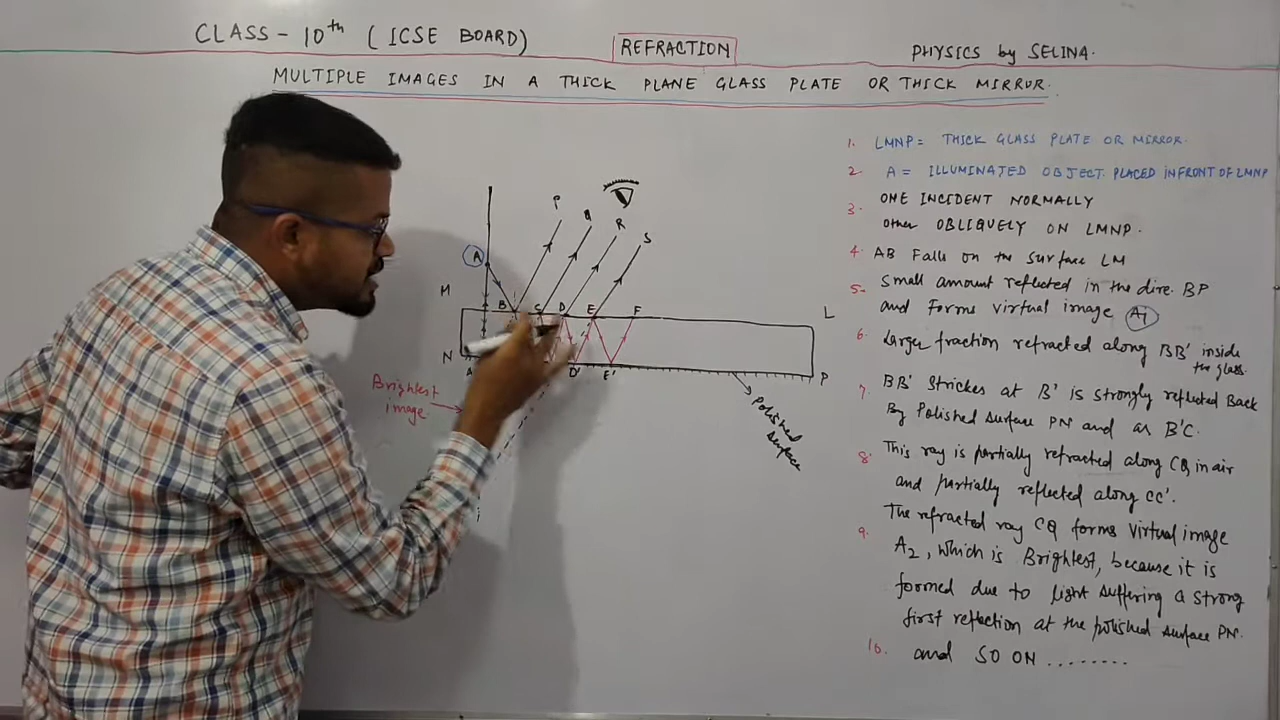 CLASS - 10th ( ICSE BOARD)
REFRACTION
PHYSICS by SELINA.
MULTIPLE IMAGES IN A THICK PLANE GLASS PLATE OR THICK MIRROR.
1. LMNP = THICK GLASS PLATE OR MIRROR.
2. A = ILLUMINATED OBJECT PLACED INFRONT OF LMNP
3. ONE INCIDENT NORMALLY
Other OBLIQUELY ON LMNP.
4. AB Falls on the surface LM
5. Small amount reflected in the dire. BP
and Forms virtual image A1
6. Larger fraction refracted along BB' inside
the glass.
7. BB' Strickes at B' is strongly reflected Back
By Polished surface PN and as B'C.
8. This ray is partially refracted along CQ in air
and partially reflected along CC'.
9. The refracted ray CQ forms Virtual image
A2, which is Brightest, because it is
formed due to light suffering a strong
first reflection at the polished surface PN.
10. and SO ON ........
P
R
S
A
M
B C D E F
L
N
D' E'
P
Brightest
image
Polished
surface